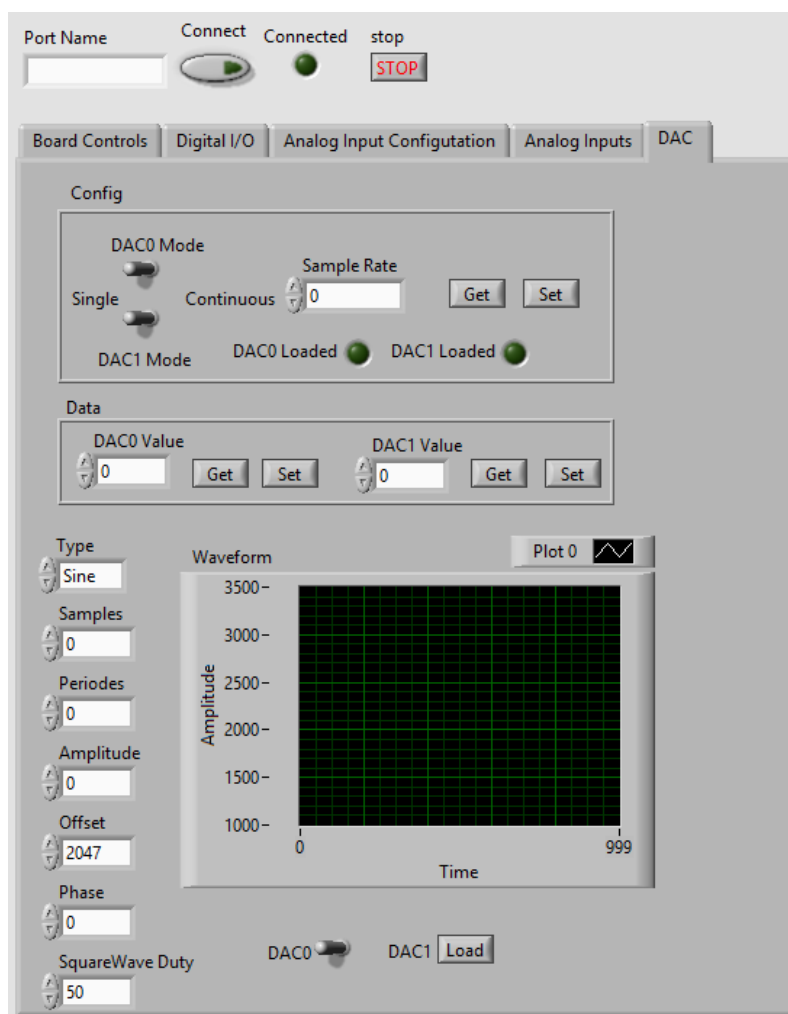 Port Name
Connect
Connected
stop
STOP
Board Controls
Digital I/O
Analog Input Configutation
Analog Inputs
DAC
Config
DAC0 Mode
Single
Continuous
DAC1 Mode
Sample Rate
0
Get
Set
DAC0 Loaded
DAC1 Loaded
Data
DAC0 Value
0
Get
Set
DAC1 Value
0
Get
Set
Type
Sine
Samples
0
Periodes
0
Amplitude
0
Offset
2047
Phase
0
SquareWave Duty
50
Waveform
Plot 0
Amplitude
3500
3000
2500
2000
1500
1000
0
999
Time
DAC0
DAC1
Load